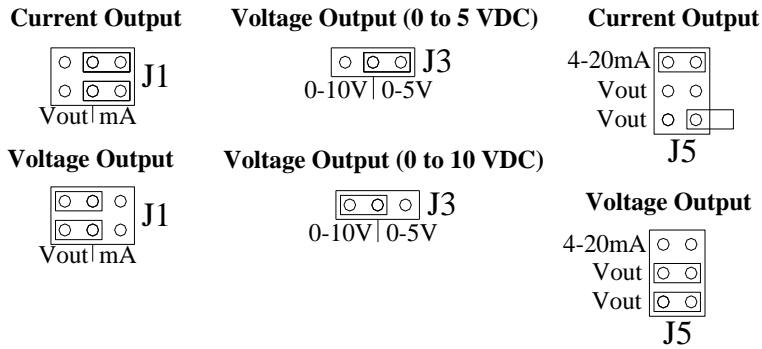 Current Output
J1
Vout mA
Voltage Output
J1
Vout mA
Voltage Output (0 to 5 VDC)
J3
0-10V 0-5V
Voltage Output (0 to 10 VDC)
J3
0-10V 0-5V
Current Output
4-20mA
Vout
Vout
J5
Voltage Output
4-20mA
Vout
Vout
J5